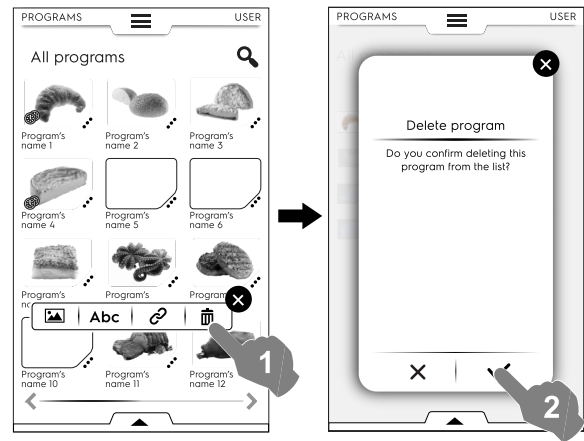 PROGRAMS USER
All programs
Program's
name 1
Program's
name 2
Program's
name 3
Program's
name 4
Program's
name 5
Program's
name 6
Program's
Program's
Program
Abc
1
Program's
name 10
Program's
name 11
Program's
name 12
PROGRAMS USER
Delete program
Do you confirm deleting this
program from the list?
2